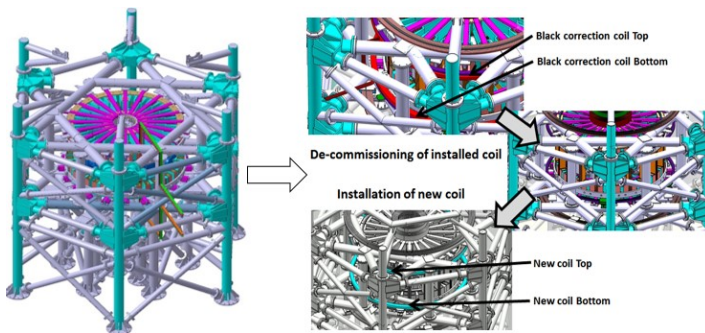 Black correction coil Top
Black correction coil Bottom
De-commissioning of installed coil
Installation of new coil
New coil Top
New coil Bottom